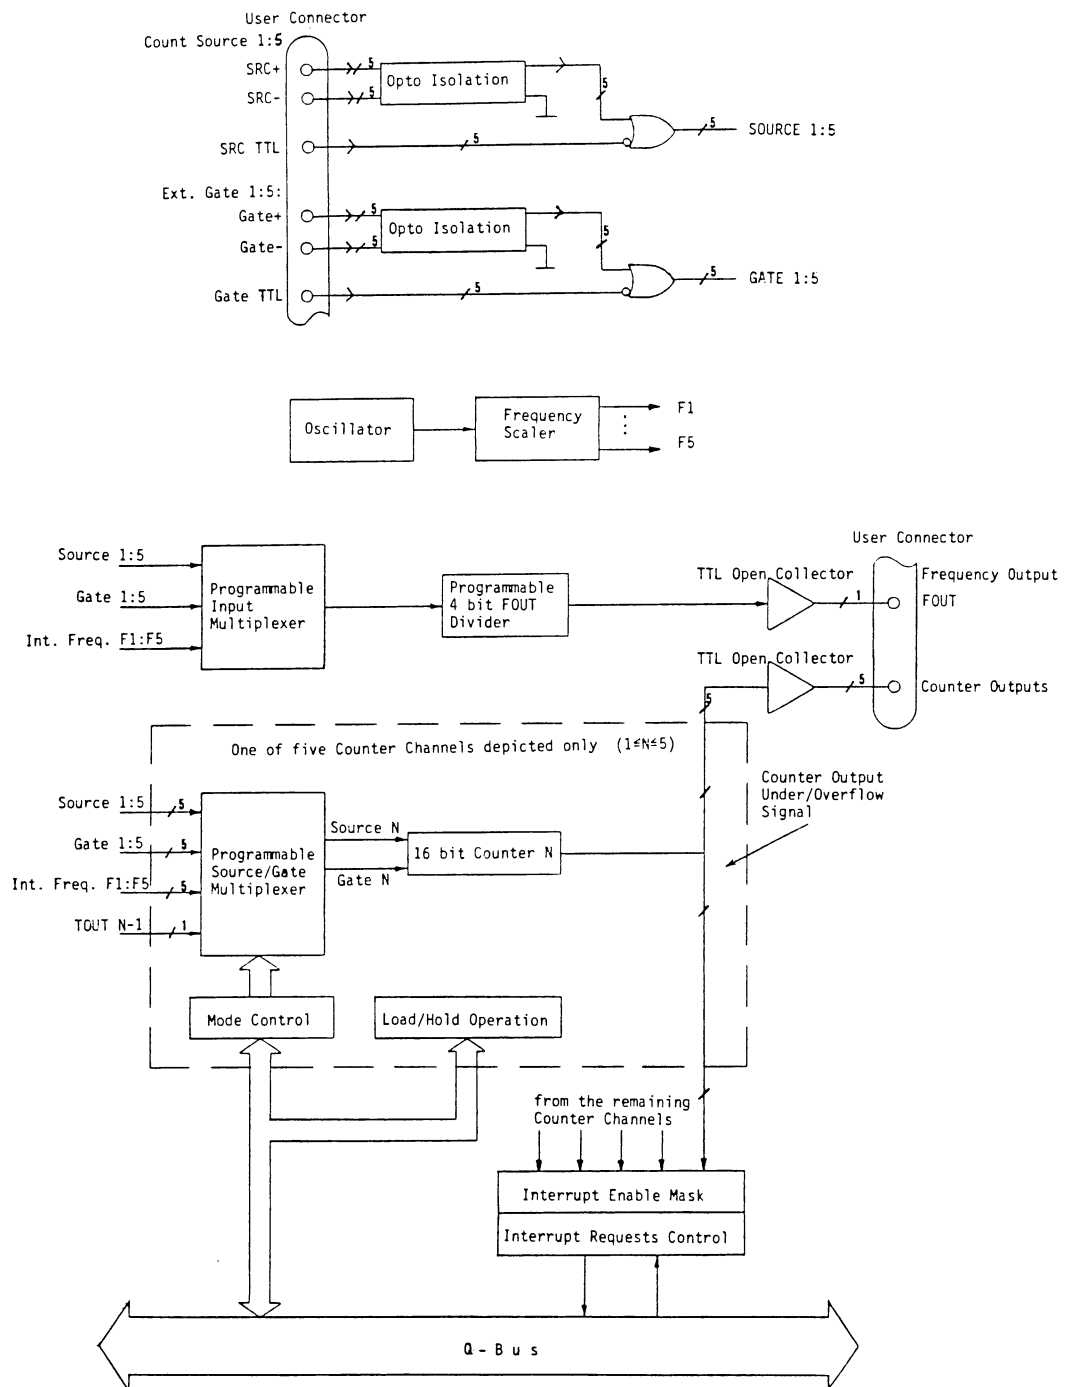 User Connector
Count Source 1:5
SRC+
5
Opto Isolation
5
SRC-
5
5
SOURCE 1:5
SRC TTL
5
Ext. Gate 1:5:
Gate+
5
Opto Isolation
5
Gate-
5
5
GATE 1:5
Gate TTL
5
Oscillator
Frequency
Scaler
F1
F5
User Connector
Source 1:5
Gate 1:5
Int. Freq. F1:F5
Programmable
Input
Multiplexer
Programmable
4 bit FOUT
Divider
TTL Open Collector
1
Frequency Output
FOUT
TTL Open Collector
5
5
Counter Outputs
One of five Counter Channels depicted only (1≤N≤5)
Source 1:5
5
Gate 1:5
5
Int. Freq. F1:F5
5
TOUT N-1
1
Programmable
Source/Gate
Multiplexer
Source N
Gate N
16 bit Counter N
Counter Output
Under/Overflow
Signal
Mode Control
Load/Hold Operation
from the remaining
Counter Channels
Interrupt Enable Mask
Interrupt Requests Control
Q-Bus